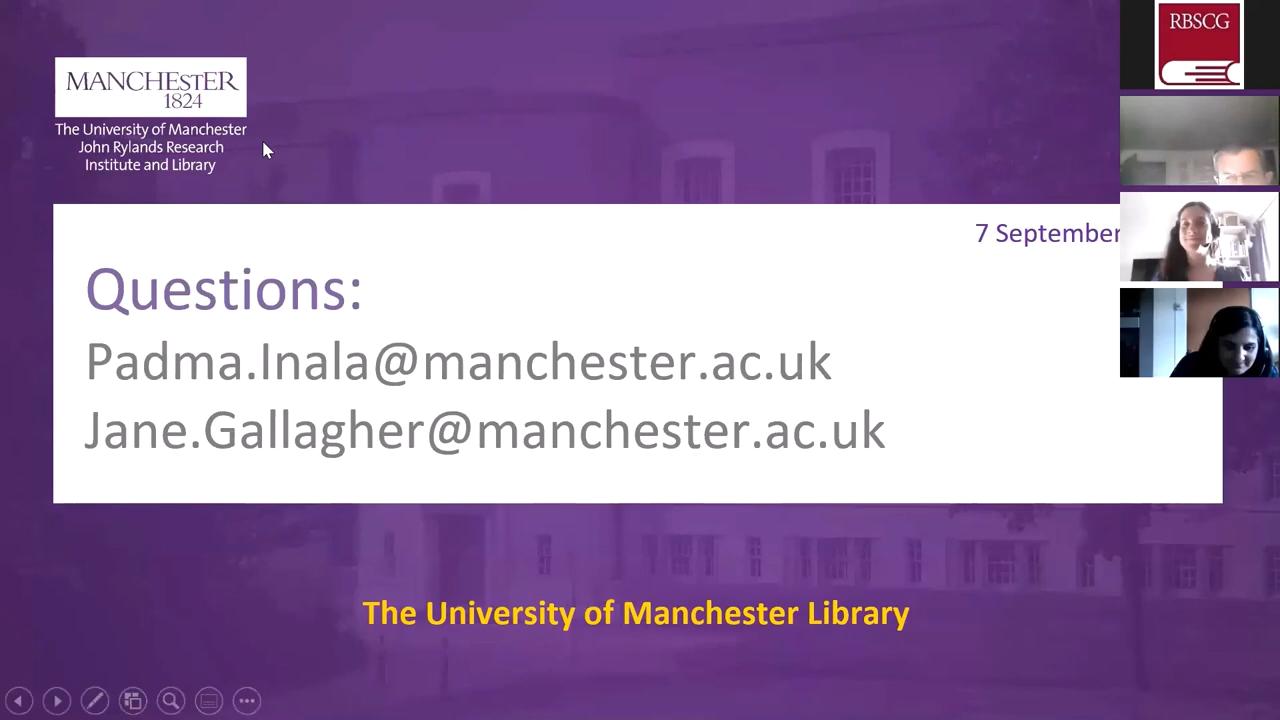 MANCHESTER
1824
The University of Manchester
John Rylands Research
Institute and Library
RBSCG
7 September
Questions:
Padma.Inala@manchester.ac.uk
Jane.Gallagher@manchester.ac.uk
The University of Manchester Library